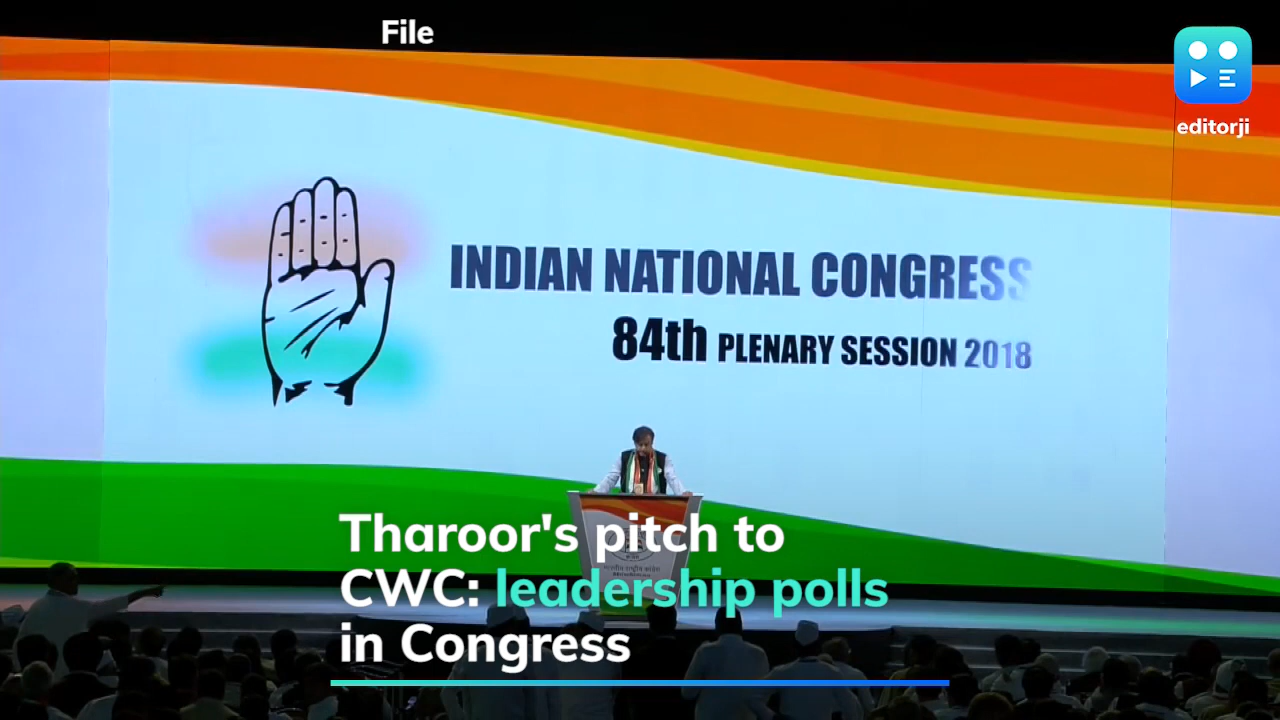 File
editorji
INDIAN NATIONAL CONGRESS
84th PLENARY SESSION 2018
Tharoor's pitch to
CWC: leadership polls
in Congress